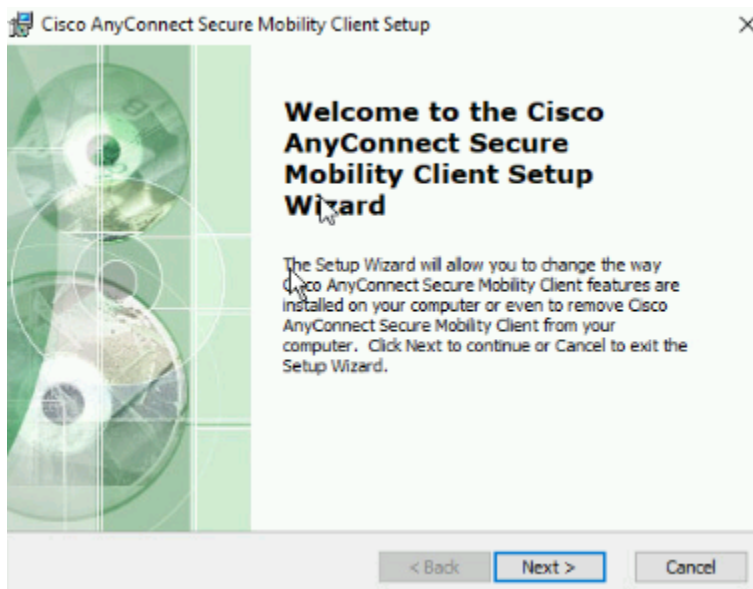 Cisco AnyConnect Secure Mobility Client Setup
Welcome to the Cisco
AnyConnect Secure
Mobility Client Setup
Wizard
The Setup Wizard will allow you to change the way
Cisco AnyConnect Secure Mobility Client features are
installed on your computer or even to remove Cisco
AnyConnect Secure Mobility Client from your
computer. Click Next to continue or Cancel to exit the
Setup Wizard.
< Back Next > Cancel